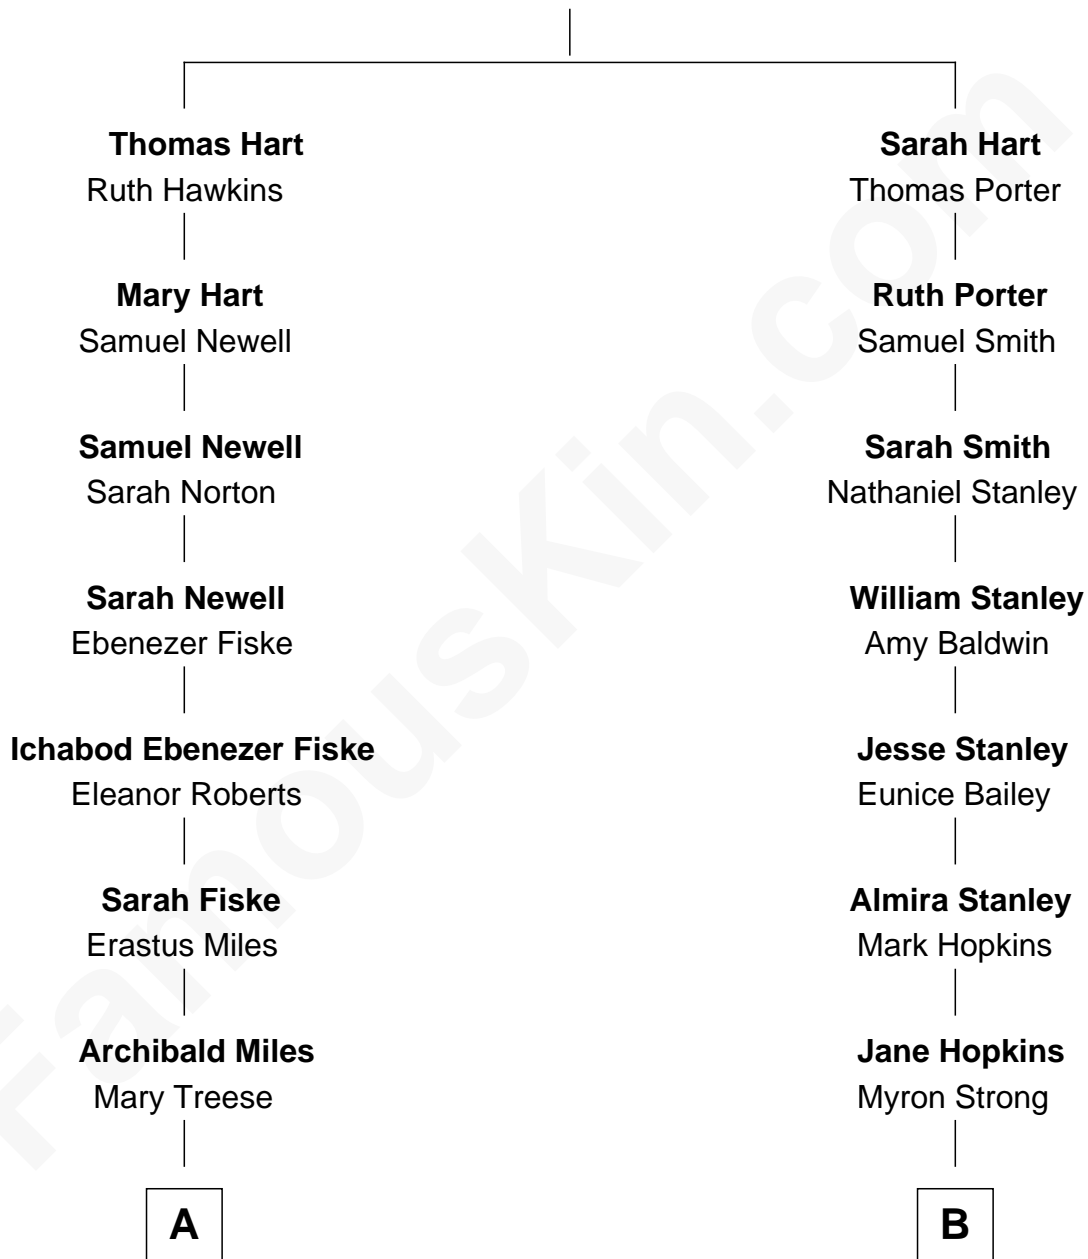 Thomas Hart
Ruth Hawkins
Mary Hart
Samuel Newell
Samuel Newell
Sarah Norton
Sarah Newell
Ebenezer Fiske
Ichabod Ebenezer Fiske
Eleanor Roberts
Sarah Fiske
Erastus Miles
Archibald Miles
Mary Treese
A
Sarah Hart
Thomas Porter
Ruth Porter
Samuel Smith
Sarah Smith
Nathaniel Stanley
William Stanley
Amy Baldwin
Jesse Stanley
Eunice Bailey
Almira Stanley
Mark Hopkins
Jane Hopkins
Myron Strong
B
FamousKin.com